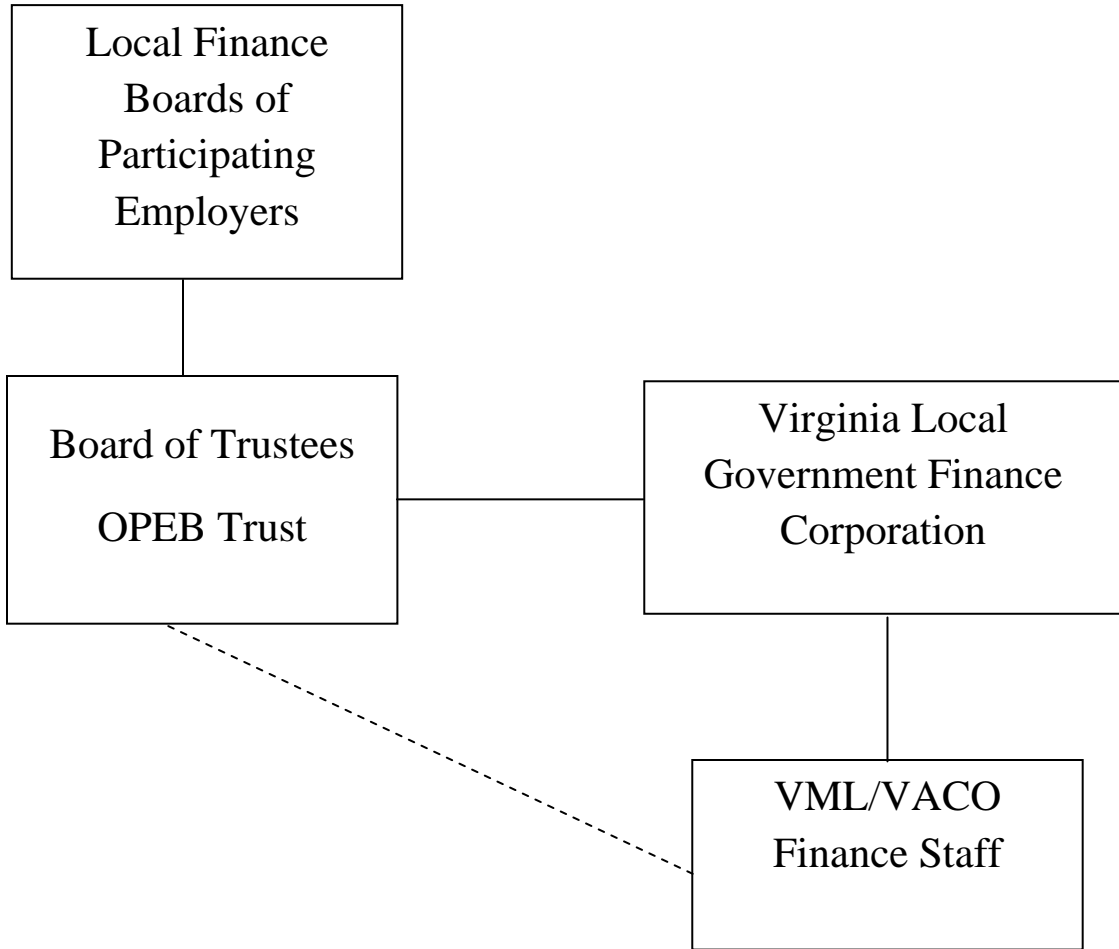 Local Finance
Boards of
Participating
Employers
Board of Trustees
OPEB Trust
Virginia Local
Government Finance
Corporation
VML/VACO
Finance Staff